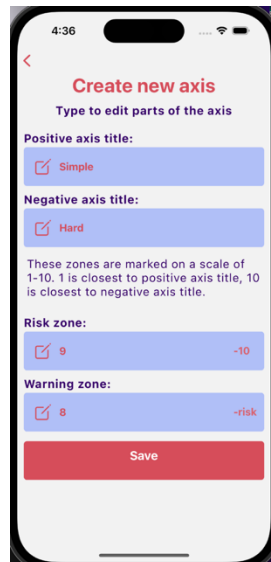 4:36
Create new axis
Type to edit parts of the axis
Positive axis title:
Simple
Negative axis title:
Hard
These zones are marked on a scale of
1-10. 1 is closest to positive axis title, 10
is closest to negative axis title.
Risk zone:
9 -10
Warning zone:
8 -risk
Save